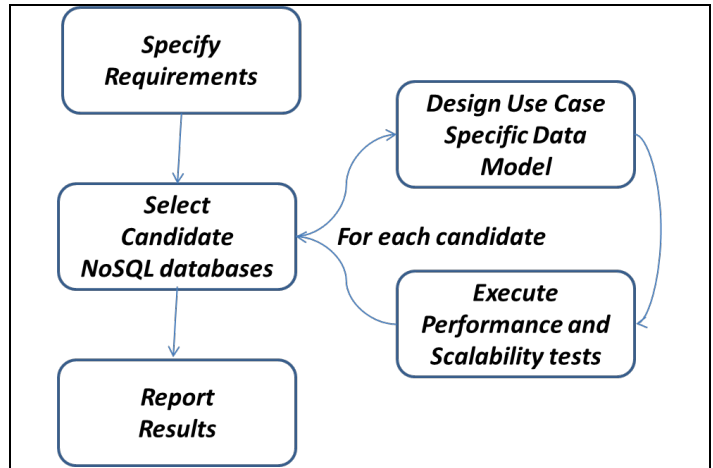 Specify
Requirements
Design Use Case
Specific Data
Model
Select
Candidate
NoSQL databases
For each candidate
Execute
Performance and
Scalability tests
Report
Results